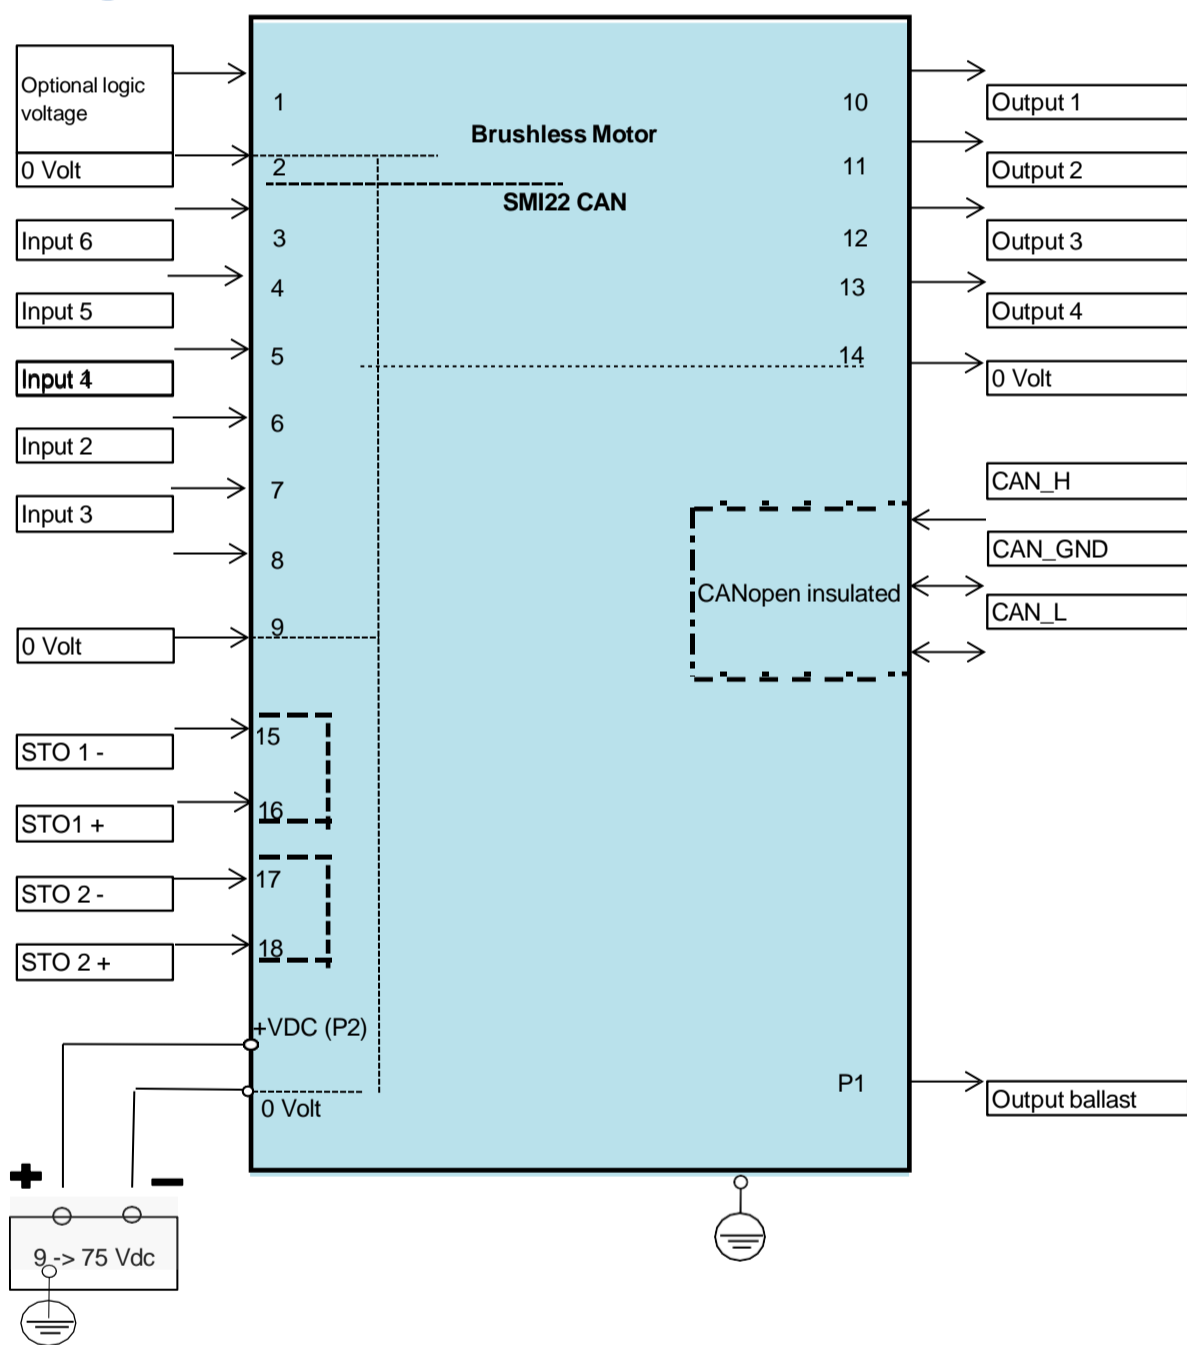 Optional logic
voltage
0 Volt
Input 6
Input 5
Input 2
Input 3
0 Volt
STO 1 -
STO1 +
STO 2 -
STO 2 +
1
2
3
4
5
6
7
8
9
15
16
17
18
+VDC (P2)
0 Volt
Brushless Motor
SMI22 CAN
10
11
12
13
14
CANopen insulated
P1
Output 1
Output 2
Output 3
Output 4
0 Volt
CAN_H
CAN_GND
CAN_L
Output ballast
+ -
9 -> 75 Vdc